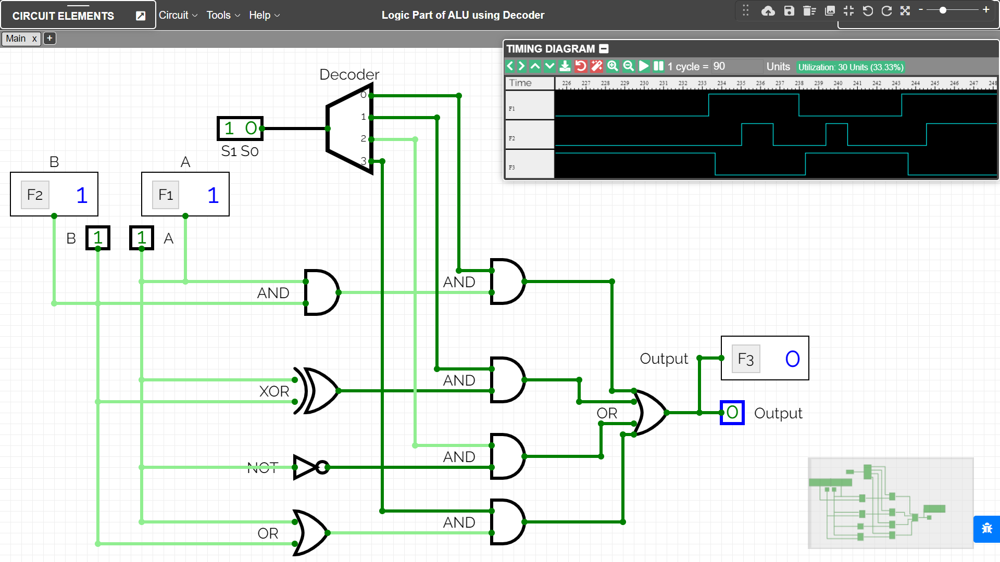 CIRCUIT ELEMENTS
Circuit Tools Help
Logic Part of ALU using Decoder
- +
Main x +
TIMING DIAGRAM
1 cycle = 90 Units Utilization: 30 Units (33.33%)
Time 226 227 228 229 230 231 232 233 234 235 236 237 238 239 240 241 242 243 244 245 246 247 248
F1
F2
F3
Decoder
0
1
2
3
1 0
S1 S0
B
A
F2 1
F1 1
B 1
1 A
AND
AND
XOR
AND
NOT
AND
OR
AND
OR
Output
F3 0
0 Output